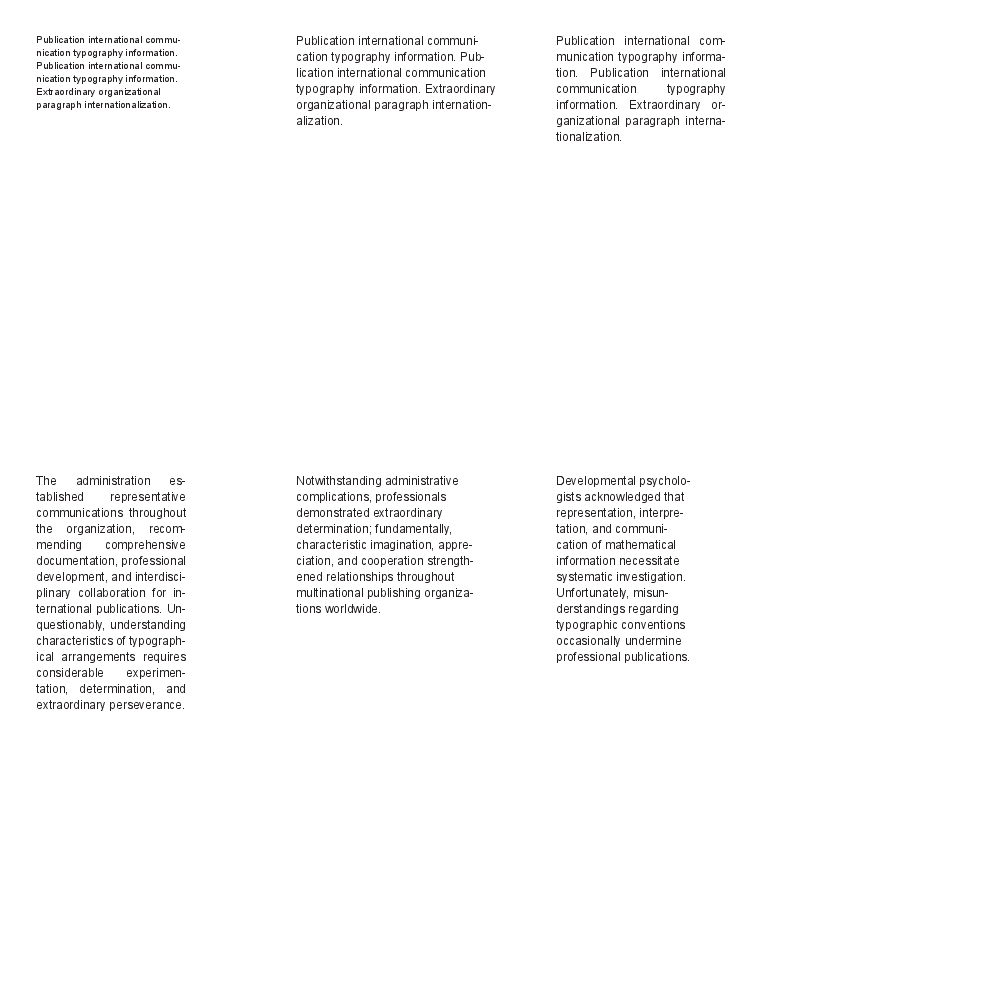 Publication international commu-
nication typography information.
Publication international commu-
nication typography information.
Extraordinary organizational
paragraph internationalization.
Publication international communi-
cation typography information. Pub-
lication international communication
typography information. Extraordinary
organizational paragraph internation-
alization.
Publication international com-
munication typography informa-
tion. Publication international
communication typography
information. Extraordinary or-
ganizational paragraph interna-
tionalization.
The administration es-
tablished representative
communications throughout
the organization, recom-
mending comprehensive
documentation, professional
development, and interdisci-
plinary collaboration for in-
ternational publications. Un-
questionably, understanding
characteristics of typograph-
ical arrangements requires
considerable experimen-
tation, determination, and
extraordinary perseverance.
Notwithstanding administrative
complications, professionals
demonstrated extraordinary
determination; fundamentally,
characteristic imagination, appre-
ciation, and cooperation strength-
ened relationships throughout
multinational publishing organiza-
tions worldwide.
Developmental psycholo-
gists acknowledged that
representation, interpre-
tation, and communi-
cation of mathematical
information necessitate
systematic investigation.
Unfortunately, misun-
derstandings regarding
typographic conventions
occasionally undermine
professional publications.